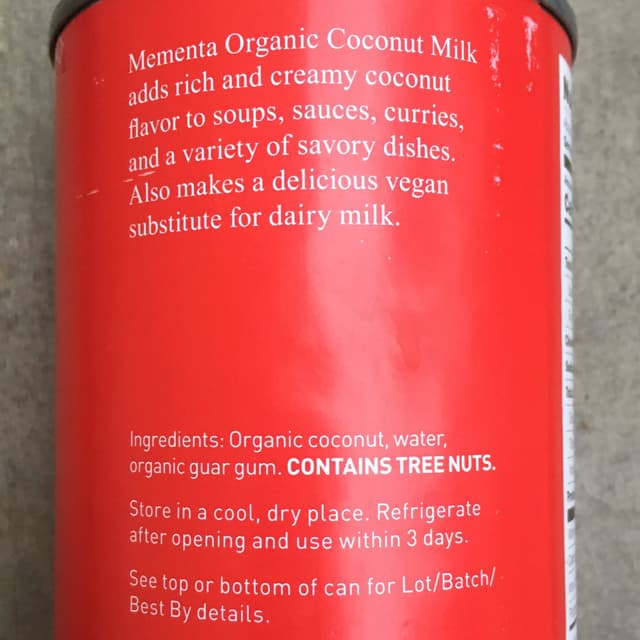 Mementa Organic Coconut Milk
adds rich and creamy coconut
flavor to soups, sauces, curries,
and a variety of savory dishes.
Also makes a delicious vegan
substitute for dairy milk.
Ingredients: Organic coconut, water,
organic guar gum. CONTAINS TREE NUTS.
Store in a cool, dry place. Refrigerate
after opening and use within 3 days.
See top or bottom of can for Lot/Batch/
Best By details.